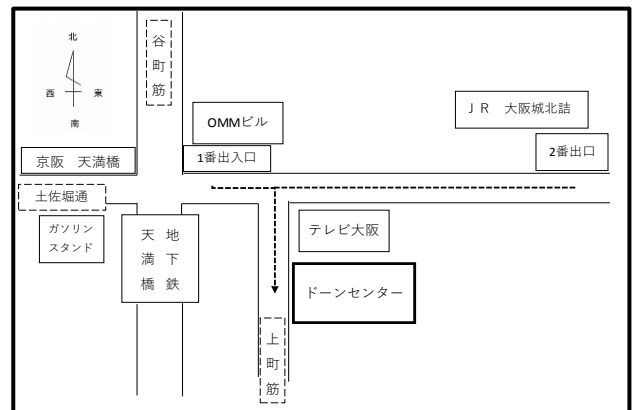 北
西 東
南
谷町筋
OMMビル
1番出入口
JR 大阪城北詰
2番出口
京阪 天満橋
土佐堀通
ガソリン
スタンド
地下鉄
天満橋
テレビ大阪
ドーンセンター
上町筋